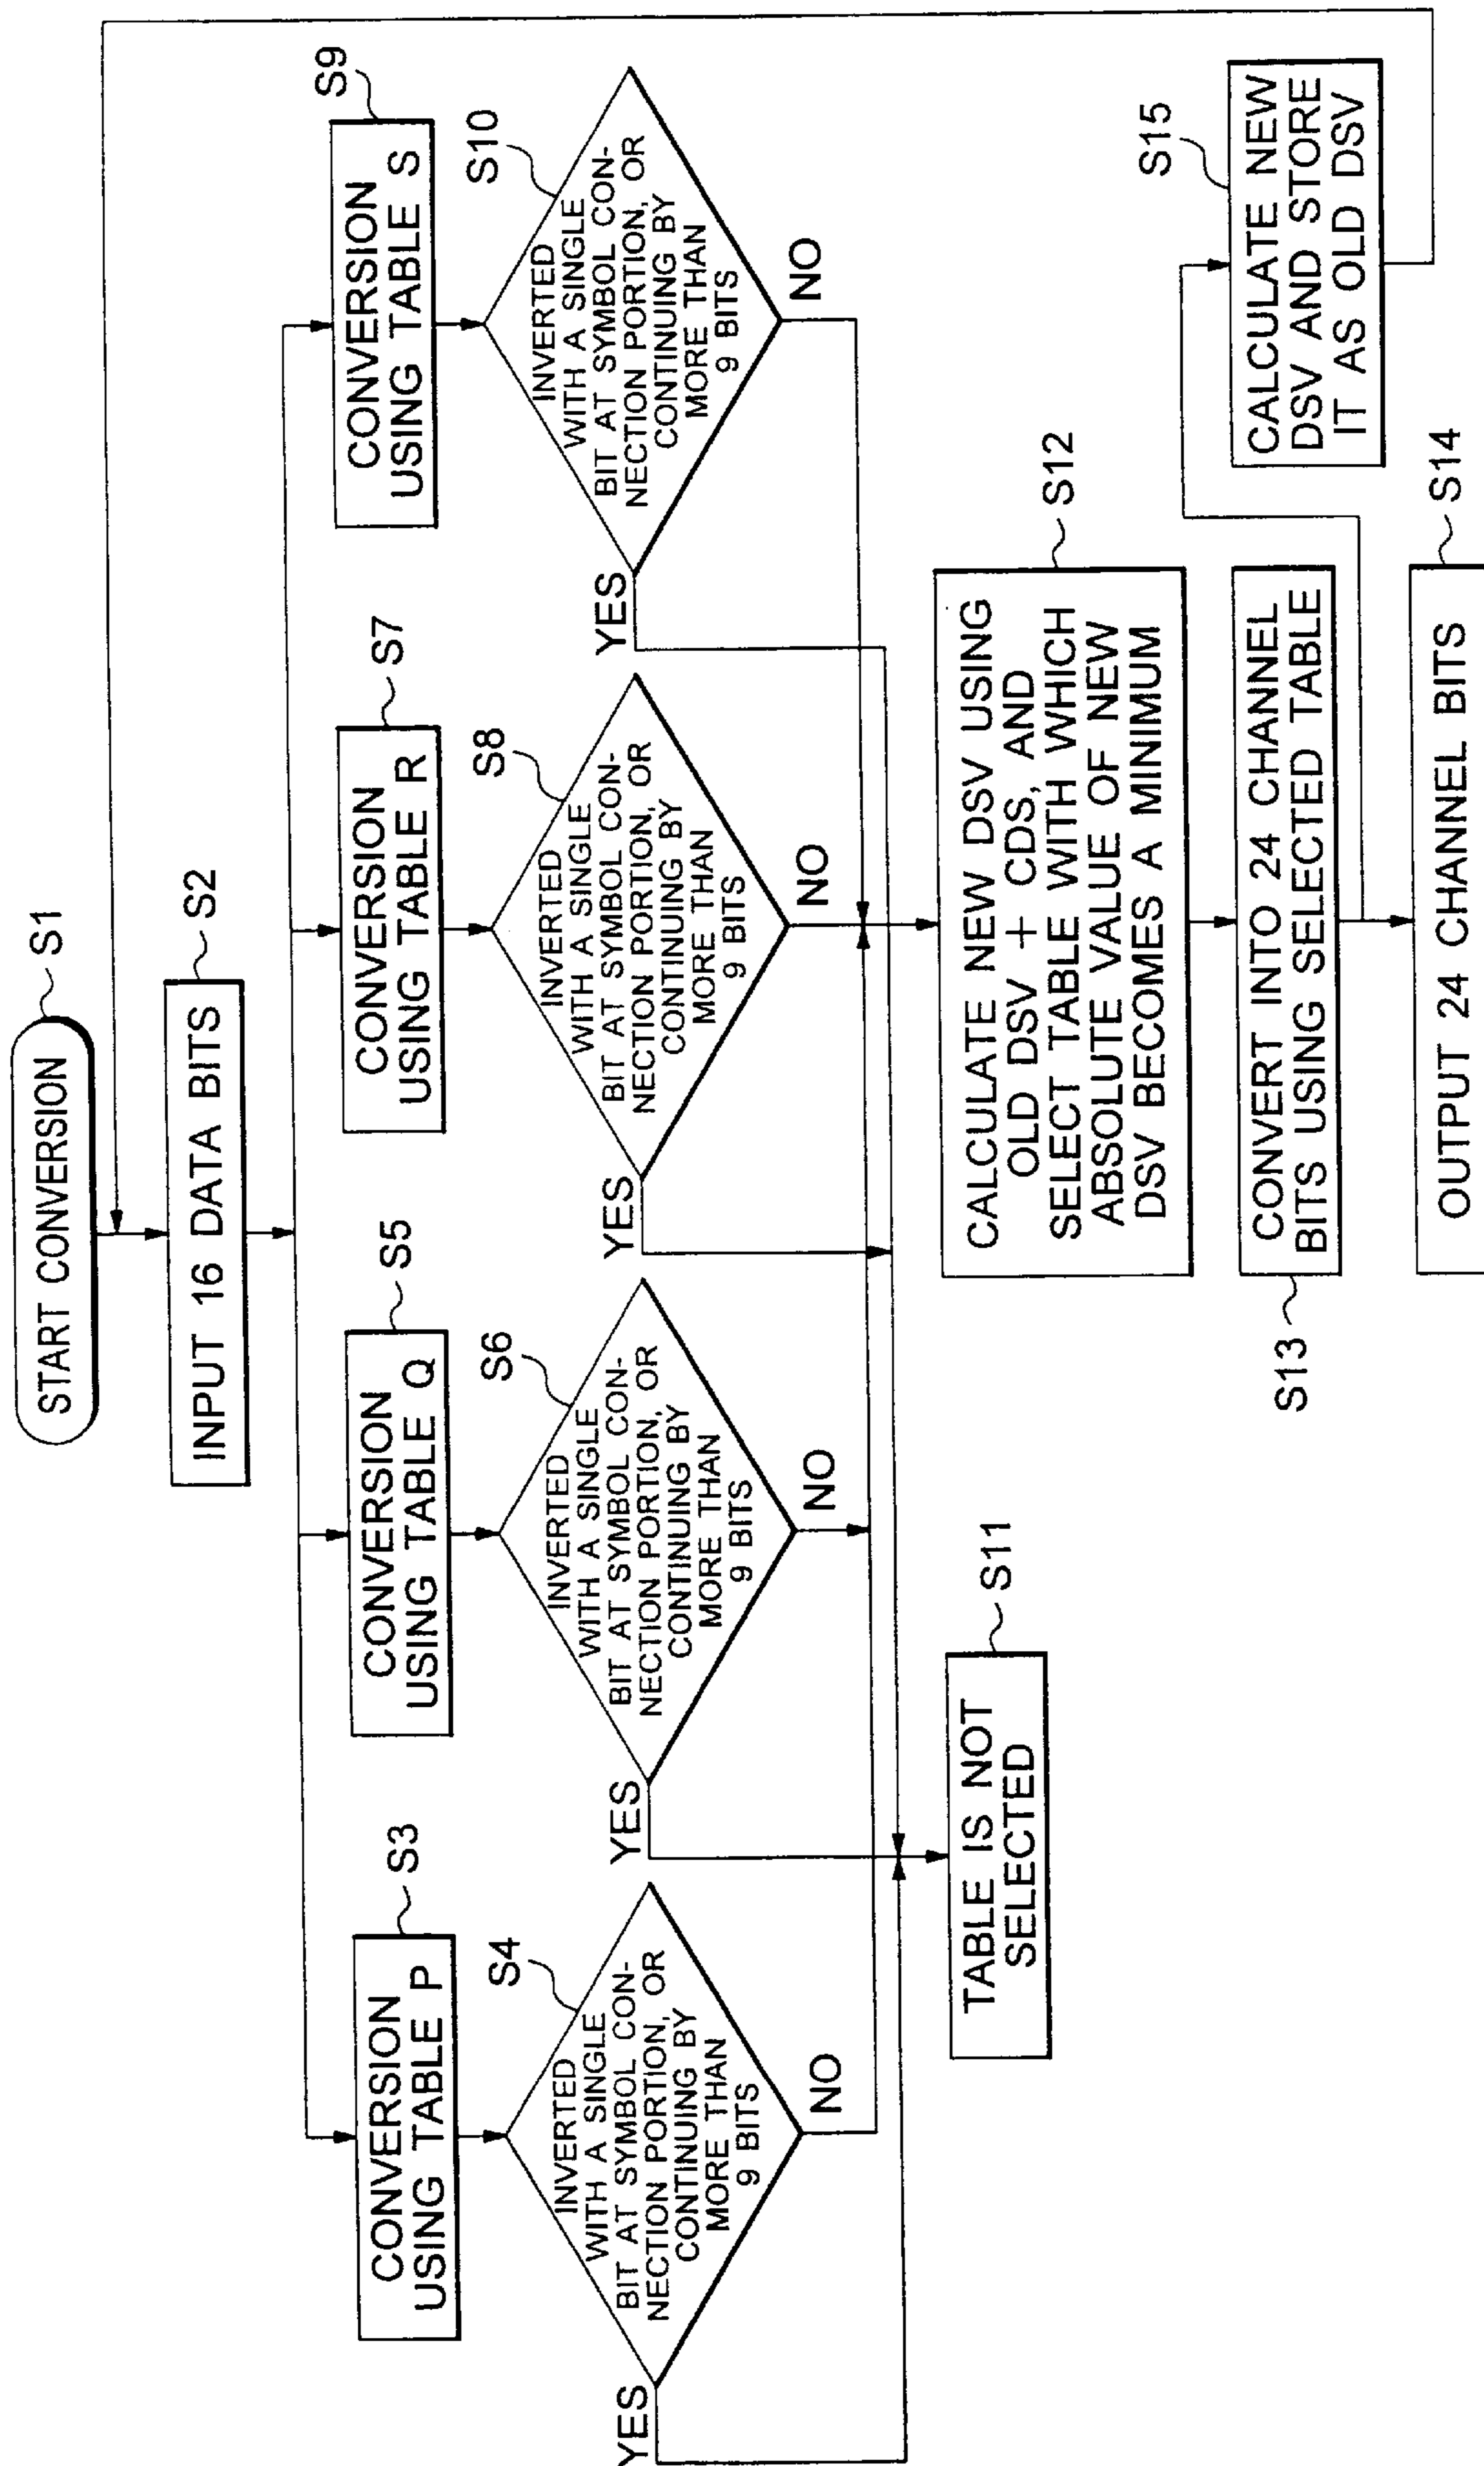 START CONVERSION
S1
INPUT 16 DATA BITS
S2
CONVERSION
USING TABLE P
S3
CONVERSION
USING TABLE Q
S5
CONVERSION
USING TABLE R
S7
CONVERSION
USING TABLE S
S9
INVERTED
WITH A SINGLE
BIT AT SYMBOL CON-
NECTION PORTION, OR
CONTINUING BY
MORE THAN
9 BITS
S4
YES
NO
INVERTED
WITH A SINGLE
BIT AT SYMBOL CON-
NECTION PORTION, OR
CONTINUING BY
MORE THAN
9 BITS
S6
YES
NO
INVERTED
WITH A SINGLE
BIT AT SYMBOL CON-
NECTION PORTION, OR
CONTINUING BY
MORE THAN
9 BITS
S8
YES
NO
INVERTED
WITH A SINGLE
BIT AT SYMBOL CON-
NECTION PORTION, OR
CONTINUING BY
MORE THAN
9 BITS
S10
YES
NO
TABLE IS NOT
SELECTED
S11
CALCULATE NEW DSV USING
OLD DSV + CDS, AND
SELECT TABLE WITH WHICH
ABSOLUTE VALUE OF NEW
DSV BECOMES A MINIMUM
S12
S13
CONVERT INTO 24 CHANNEL
BITS USING SELECTED TABLE
CALCULATE NEW
DSV AND STORE
IT AS OLD DSV
S15
OUTPUT 24 CHANNEL BITS
S14